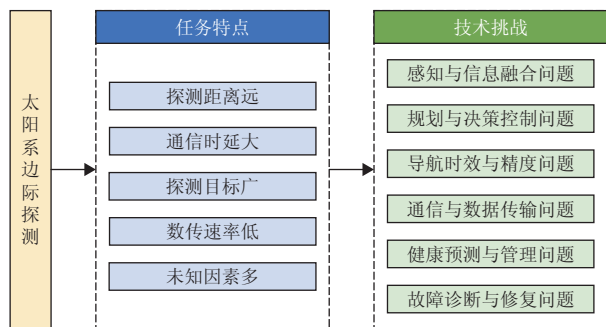 太阳系边际探测
任务特点
探测距离远
通信时延大
探测目标广
数传速率低
未知因素多
技术挑战
感知与信息融合问题
规划与决策控制问题
导航时效与精度问题
通信与数据传输问题
健康预测与管理问题
故障诊断与修复问题